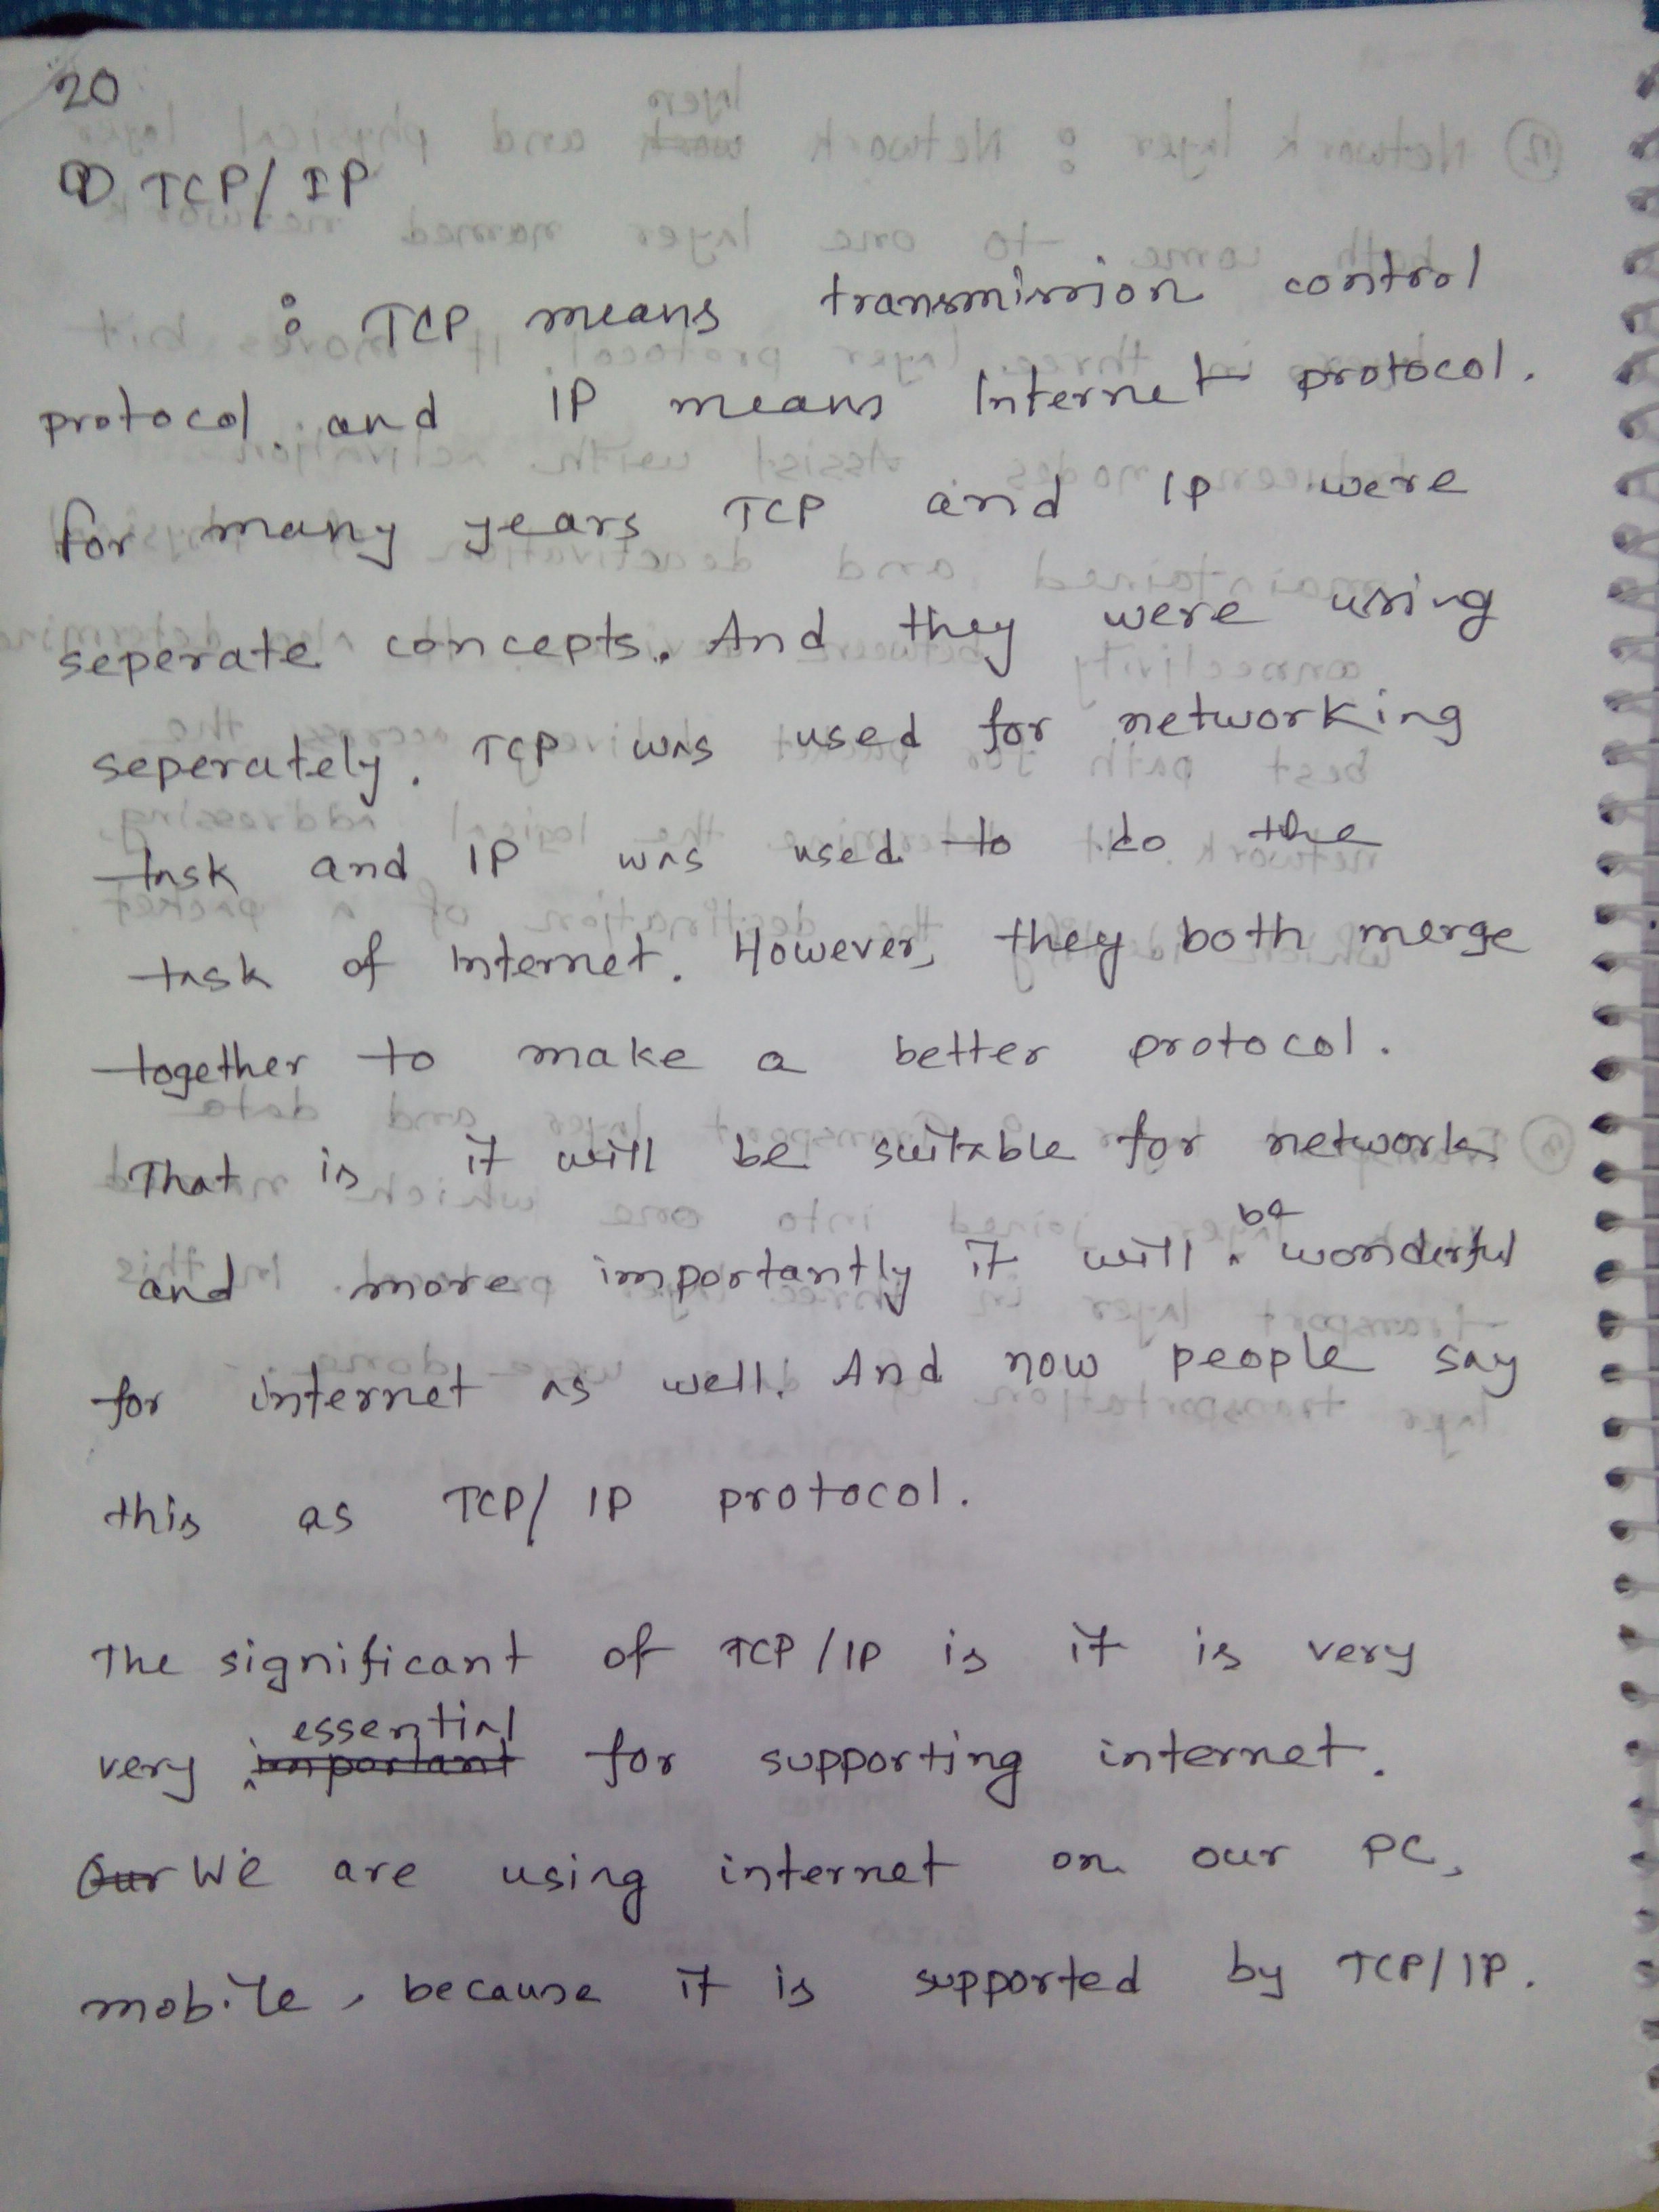 20
① TCP/IP
: TCP means transmission control
protocol and IP means Internet protocol.
for many years TCP and IP were
seperate concepts. And they were using
seperately. TCP was used for networking
task and IP was used to do the
task of internet. However, they both merge
together to make a better protocol.
That is it will be suitable for network
and more importantly it will be wonderful
for internet as well. And now people say
this as TCP/IP protocol.
The significant of TCP/IP is it is very
very important essential for supporting internet.
Our We are using internet on our PC,
mobile, because it is supported by TCP/IP.